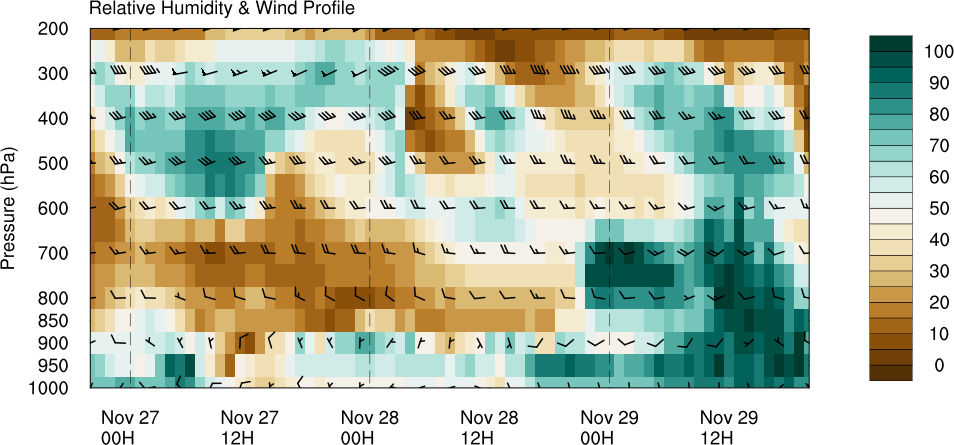 Relative Humidity & Wind Profile
Pressure (hPa)
200
300
400
500
600
700
800
850
900
950
1000
Nov 27 00H
Nov 27 12H
Nov 28 00H
Nov 28 12H
Nov 29 00H
Nov 29 12H
100
90
80
70
60
50
40
30
20
10
0